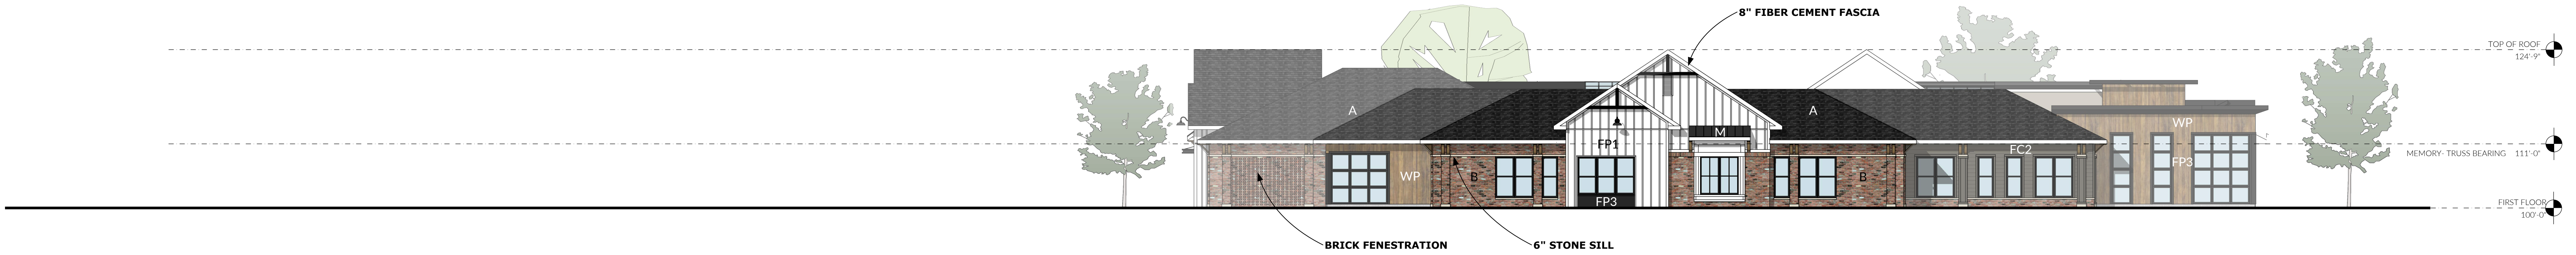 8" FIBER CEMENT FASCIA
TOP OF ROOF
124'-9"
A
A
WP
M
FP1
FC2
MEMORY- TRUSS BEARING 111'-0"
FP3
WP
B
B
FP3
FIRST FLOOR
100'-0"
BRICK FENESTRATION
6" STONE SILL